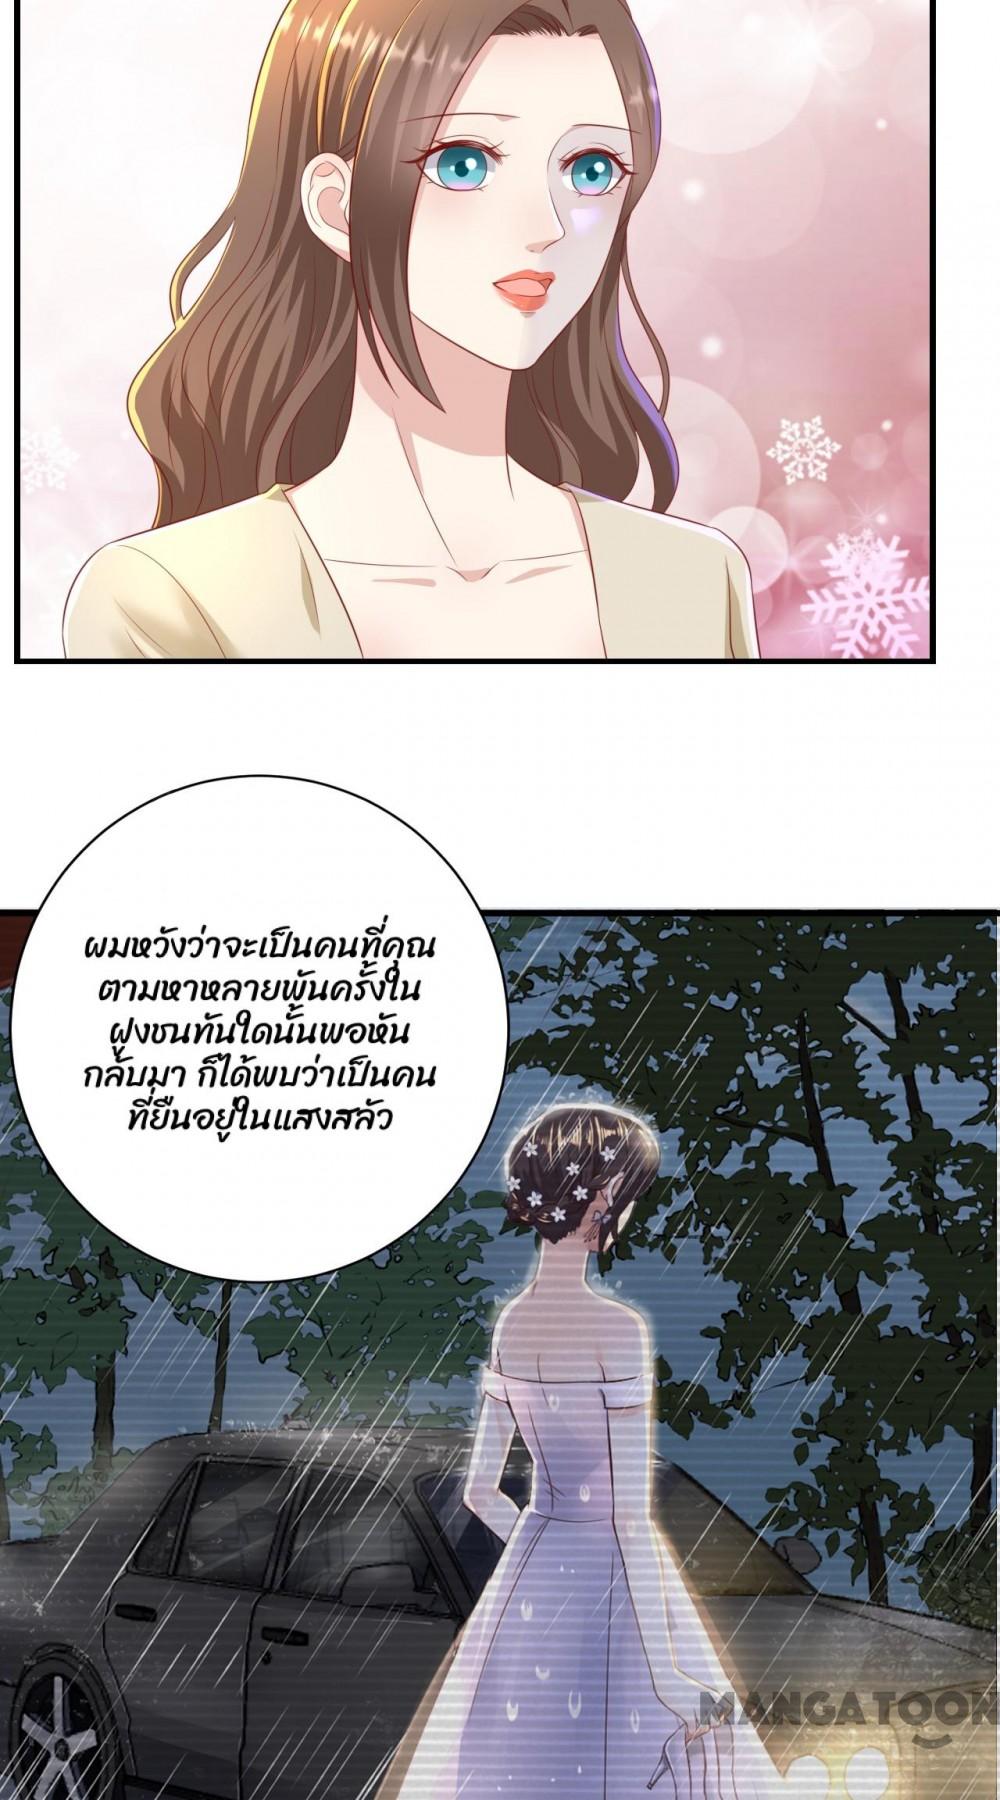 ผมหวังว่าจะเป็นคนที่คุณ
ตามหาหลายพันครั้งใน
ฝูงชนทันใดนั้นพอหัน
กลับมา ก็ได้พบว่าเป็นคน
ที่ยืนอยู่ในแสงสลัว
MANGATOON